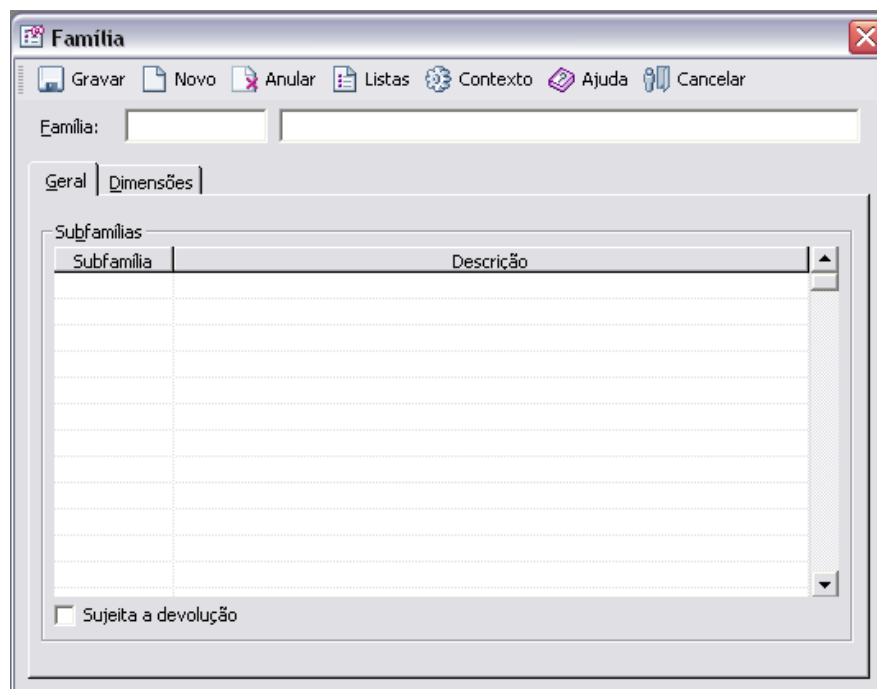 Família
Gravar Novo Anular Listas Contexto Ajuda Cancelar
Família:
Geral Dimensões
Subfamílias
Subfamília Descrição
Sujeita a devolução